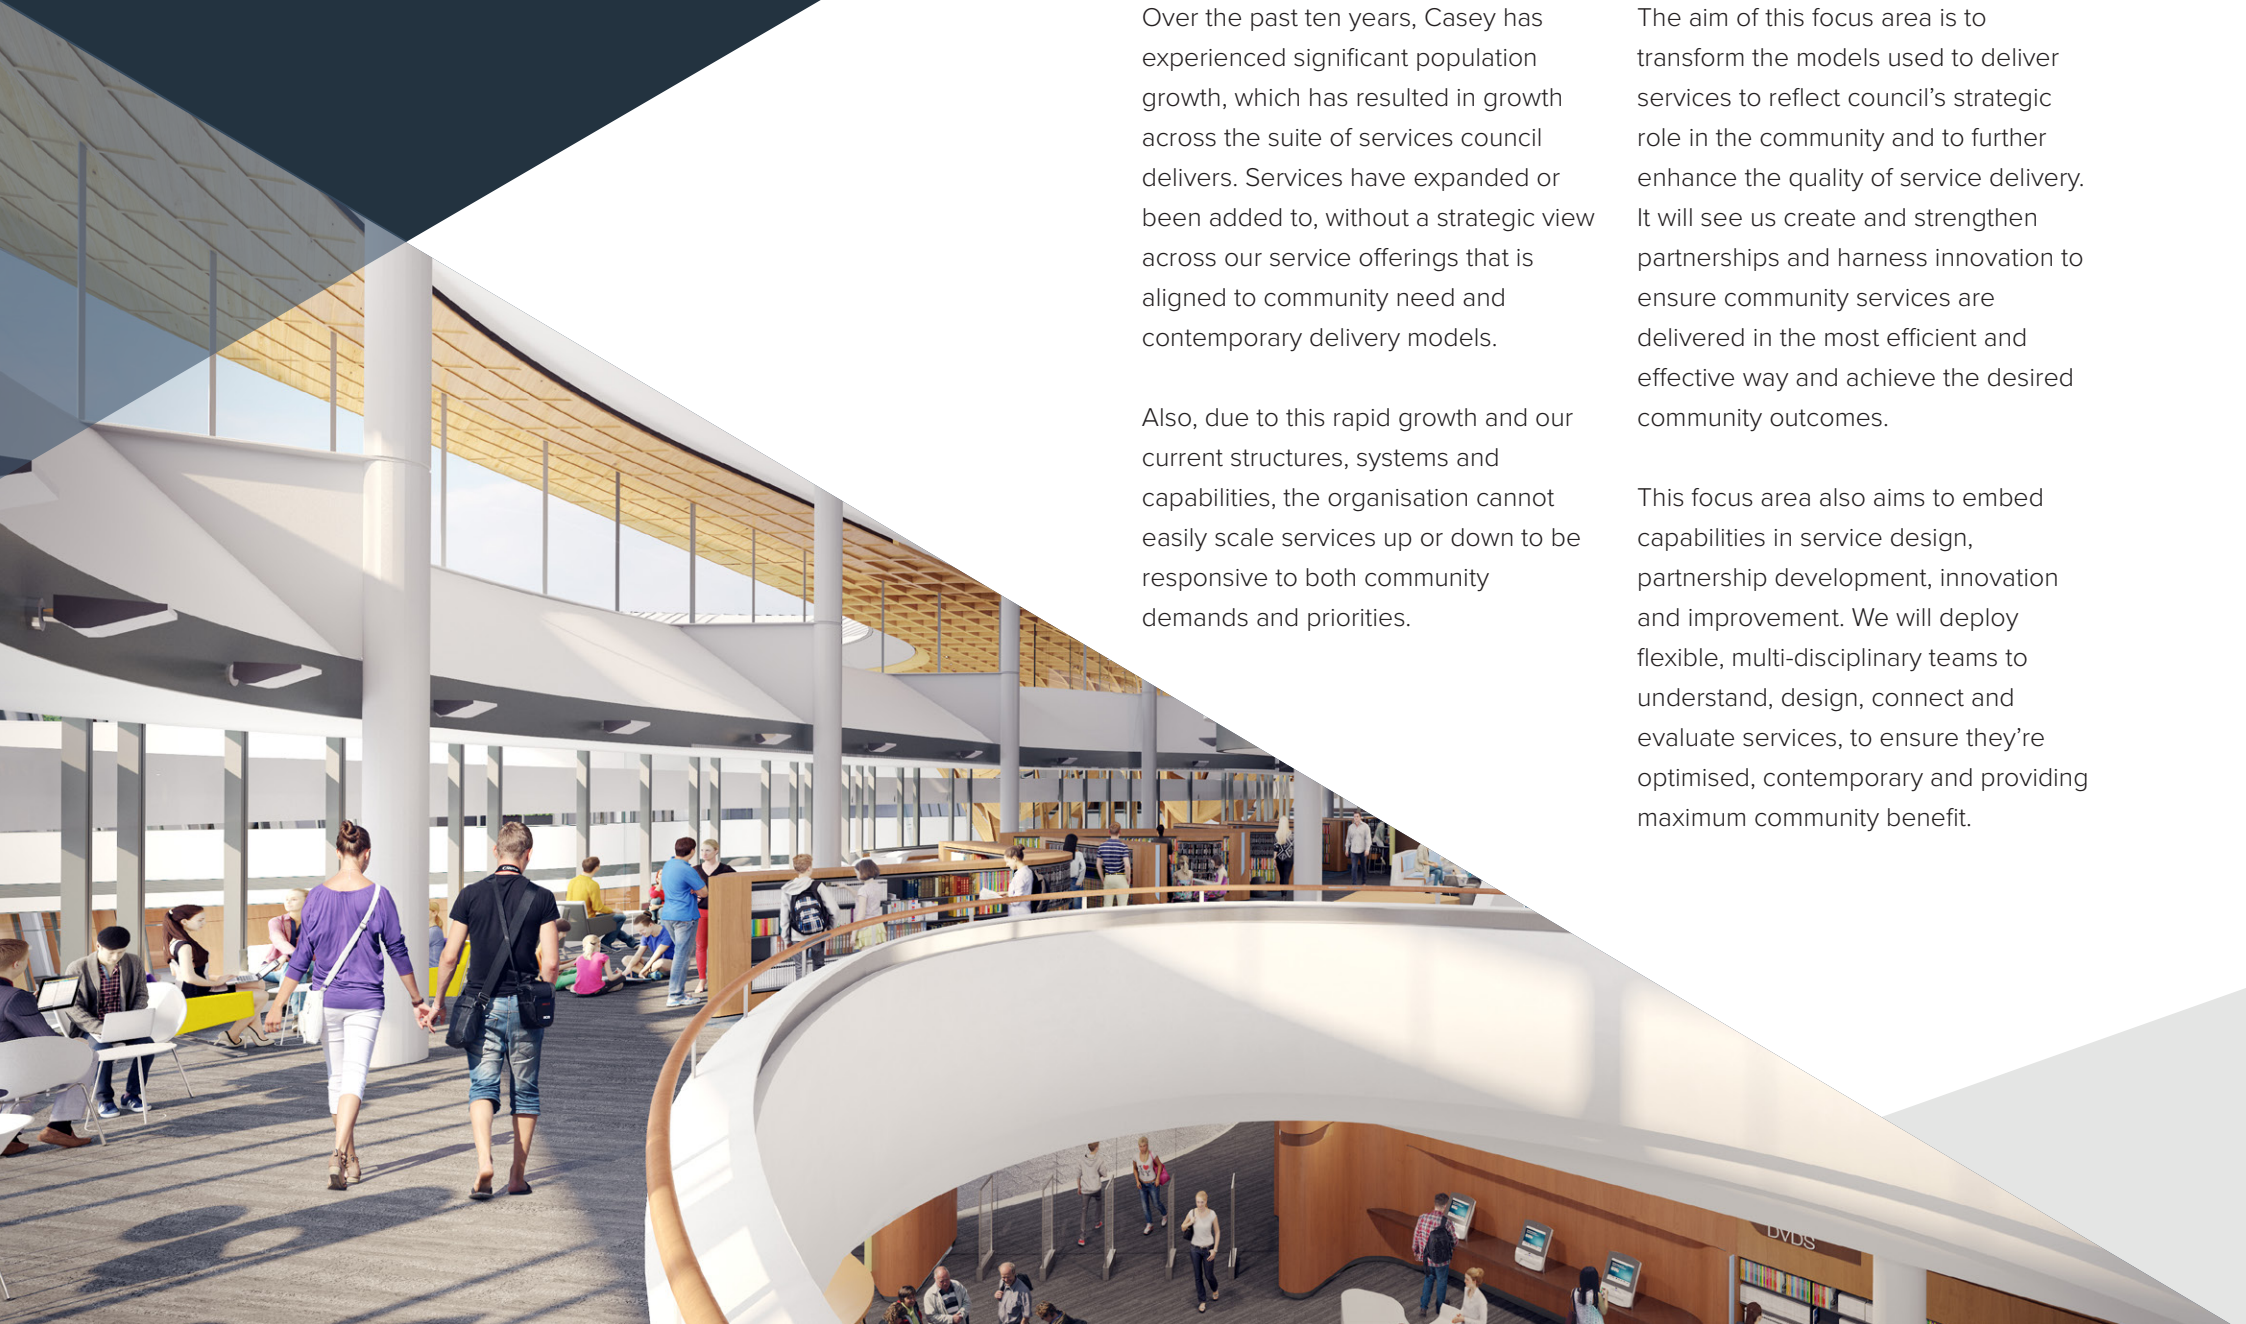 Over the past ten years, Casey has
experienced significant population
growth, which has resulted in growth
across the suite of services council
delivers. Services have expanded or
been added to, without a strategic view
across our service offerings that is
aligned to community need and
contemporary delivery models.
Also, due to this rapid growth and our
current structures, systems and
capabilities, the organisation cannot
easily scale services up or down to be
responsive to both community
demands and priorities.
The aim of this focus area is to
transform the models used to deliver
services to reflect council’s strategic
role in the community and to further
enhance the quality of service delivery.
It will see us create and strengthen
partnerships and harness innovation to
ensure community services are
delivered in the most efficient and
effective way and achieve the desired
community outcomes.
This focus area also aims to embed
capabilities in service design,
partnership development, innovation
and improvement. We will deploy
flexible, multi-disciplinary teams to
understand, design, connect and
evaluate services, to ensure they’re
optimised, contemporary and providing
maximum community benefit.
DVDS